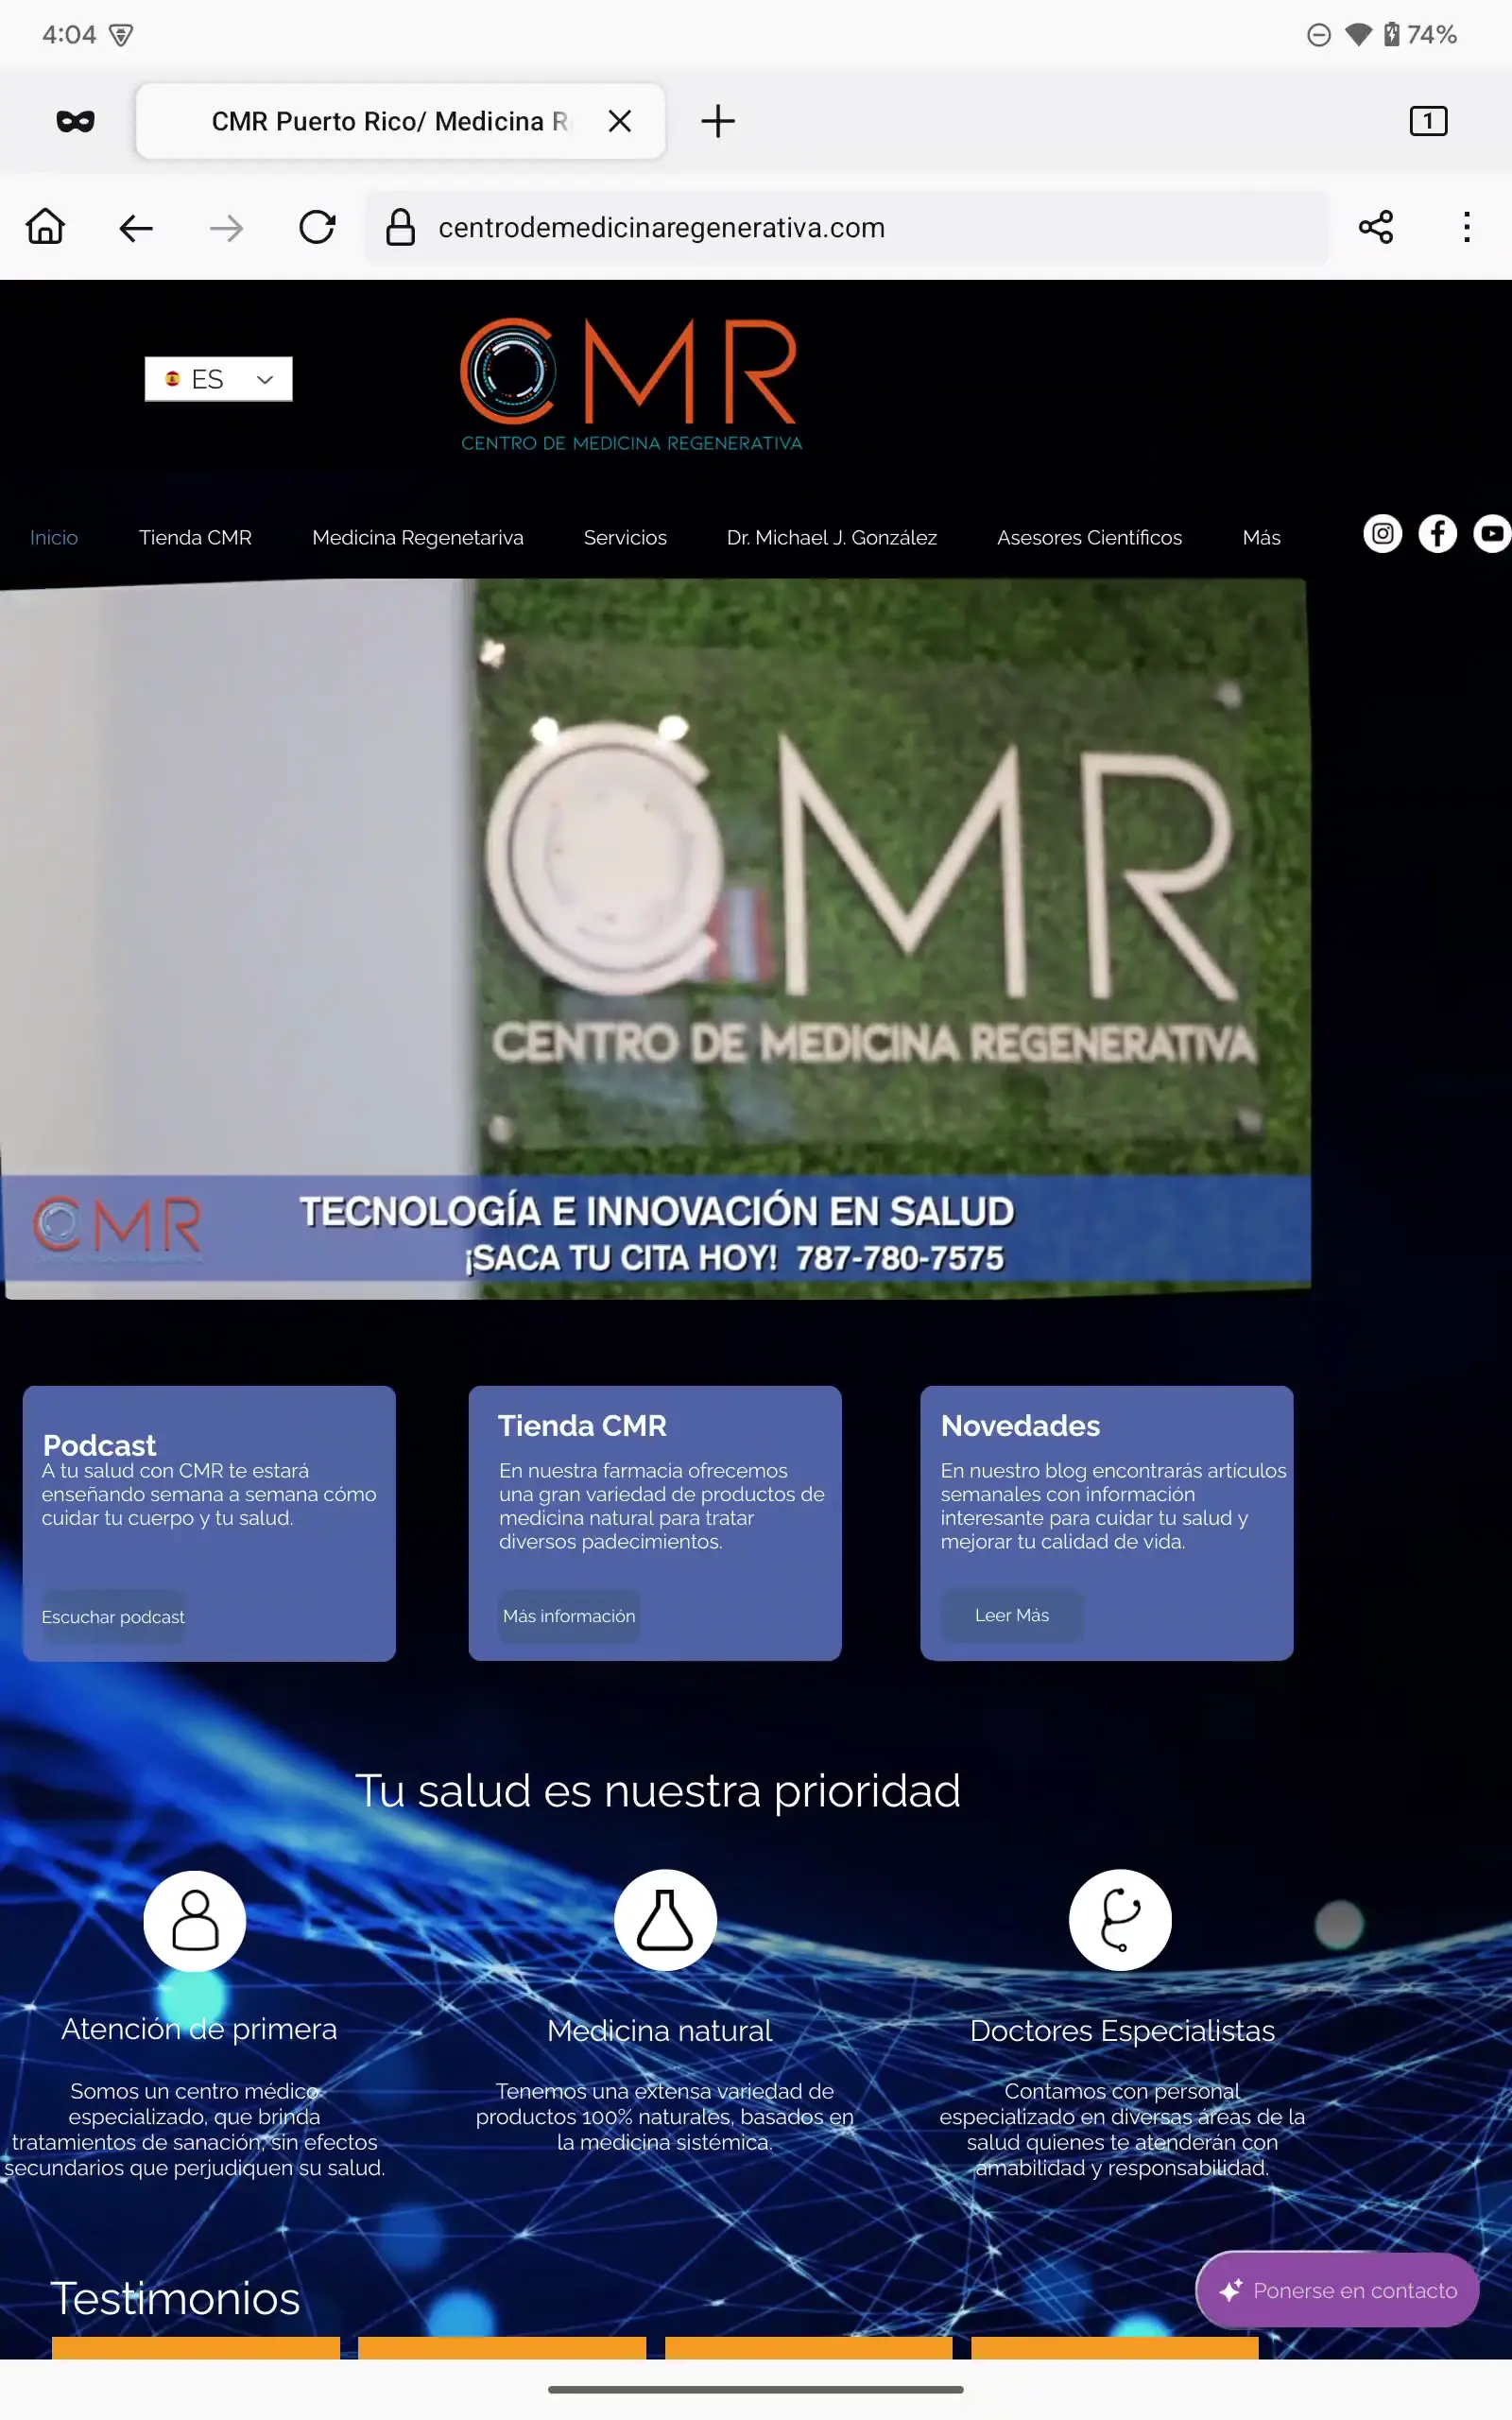 4:04
74%
CMR Puerto Rico/ Medicina R
1
centrodemedicinaregenerativa.com
ES
CMR
CENTRO DE MEDICINA REGENERATIVA
Inicio
Tienda CMR
Medicina Regenetariva
Servicios
Dr. Michael J. González
Asesores Científicos
Más
CMR
CENTRO DE MEDICINA REGENERATIVA
CMR
TECNOLOGÍA E INNOVACIÓN EN SALUD
¡SACA TU CITA HOY! 787-780-7575
Podcast
A tu salud con CMR te estará
enseñando semana a semana cómo
cuidar tu cuerpo y tu salud.
Escuchar podcast
Tienda CMR
En nuestra farmacia ofrecemos
una gran variedad de productos de
medicina natural para tratar
diversos padecimientos.
Más información
Novedades
En nuestro blog encontrarás artículos
semanales con información
interesante para cuidar tu salud y
mejorar tu calidad de vida.
Leer Más
Tu salud es nuestra prioridad
Atención de primera
Somos un centro médico
especializado, que brinda
tratamientos de sanación, sin efectos
secundarios que perjudiquen su salud.
Medicina natural
Tenemos una extensa variedad de
productos 100% naturales, basados en
la medicina sistémica.
Doctores Especialistas
Contamos con personal
especializado en diversas áreas de la
salud quienes te atenderán con
amabilidad y responsabilidad.
Testimonios
Ponerse en contacto